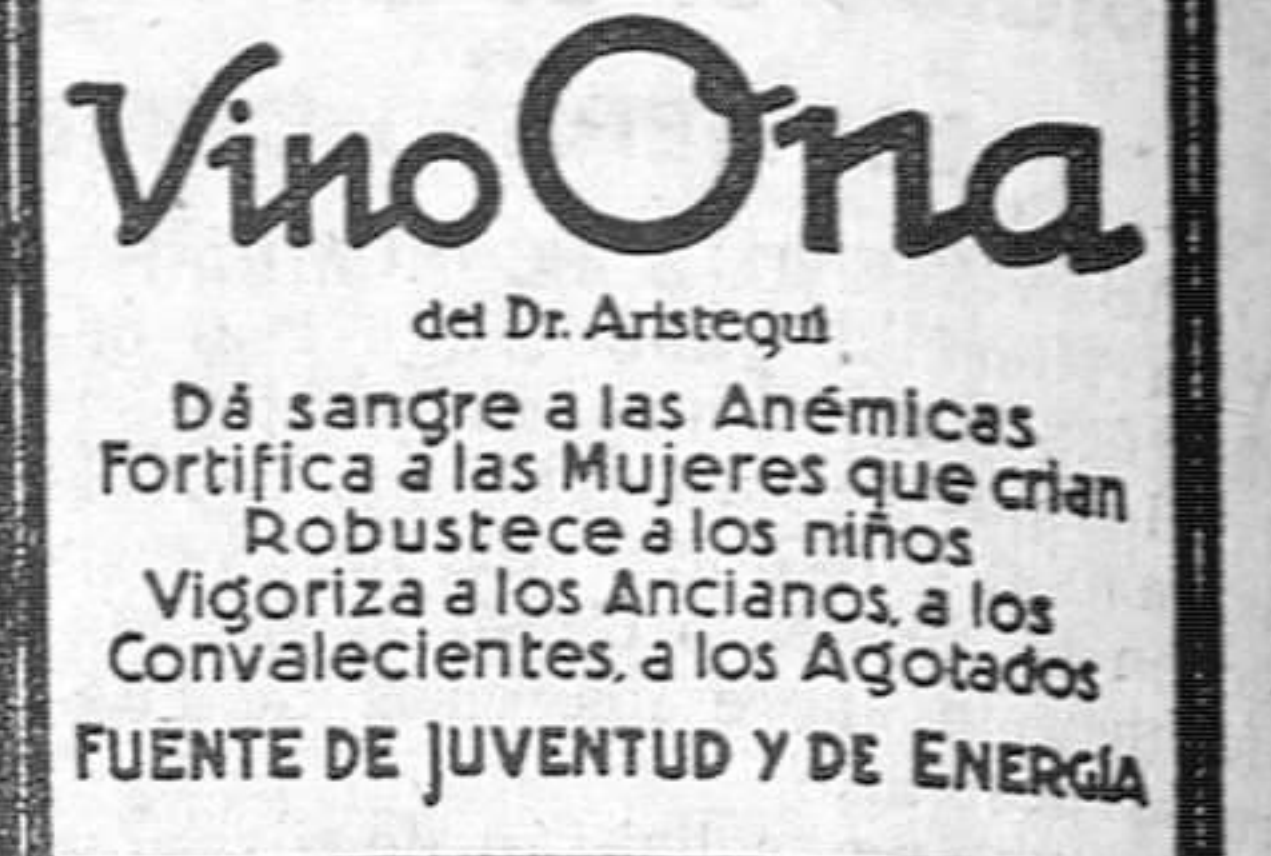 Vino Ona
del Dr. Aristegui
Dá sangre a las Anémicas
Fortifica a las Mujeres que crian
Robustece a los niños
Vigoriza a los Ancianos, a los
Convalecientes, a los Agotados
FUENTE DE JUVENTUD Y DE ENERGÍA